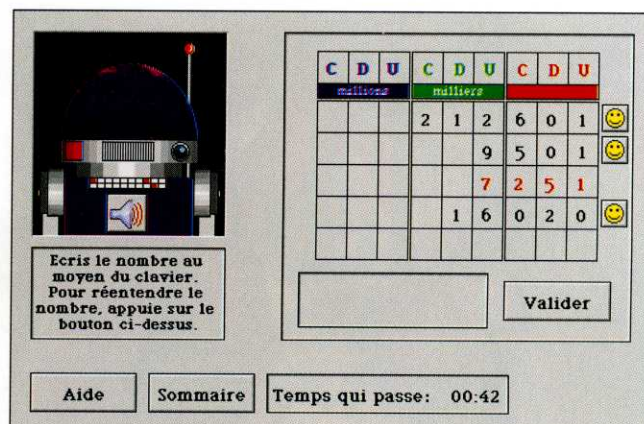 C D U C D U C D U
millions milliers
2 1 2 6 0 1
9 5 0 1
7 2 5 1
1 6 0 2 0
Ecris le nombre au
moyen du clavier.
Pour réentendre le
nombre, appuie sur le
bouton ci-dessus.
Valider
Aide Sommaire Temps qui passe: 00:42